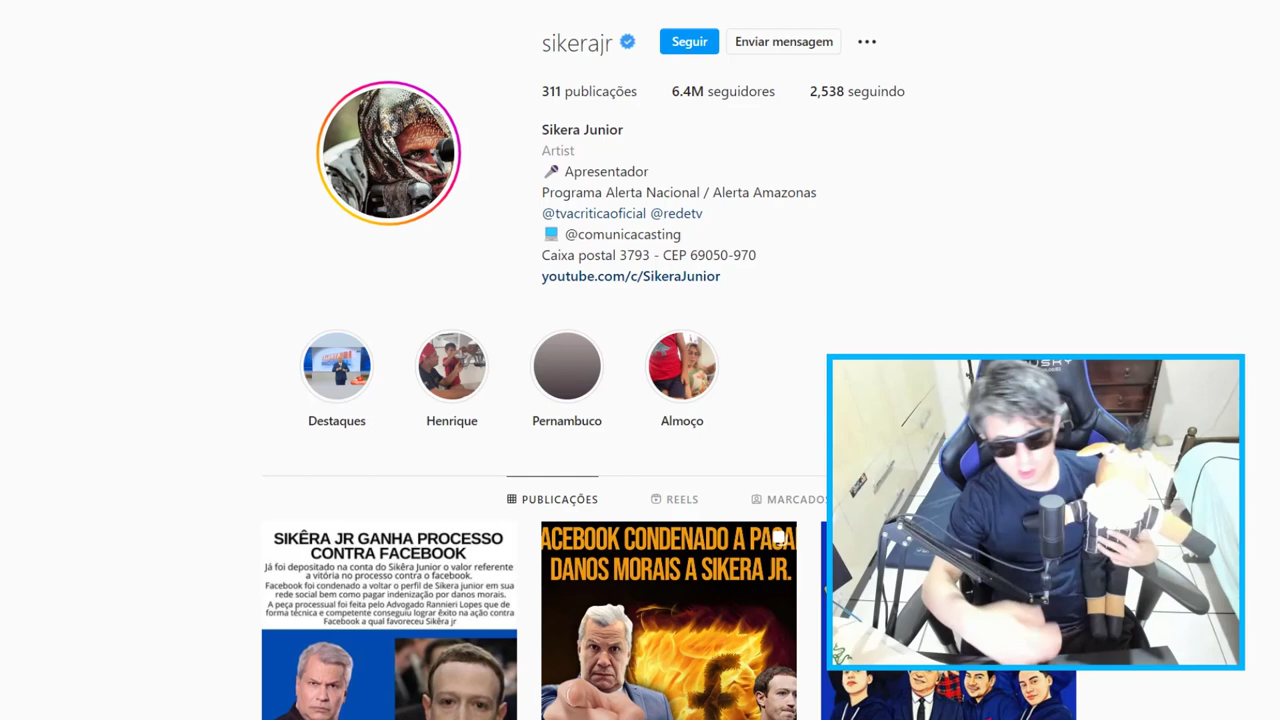 sikerajr
Seguir
Enviar mensagem
311 publicações
6.4M seguidores
2,538 seguindo
Sikera Junior
Artist
Apresentador
Programa Alerta Nacional / Alerta Amazonas
@tvacriticaoficial @redetv
@comunicacasting
Caixa postal 3793 - CEP 69050-970
youtube.com/c/SikeraJunior
Destaques
Henrique
Pernambuco
Almoço
PUBLICAÇÕES
REELS
MARCADOS
SIKÊRA JR GANHA PROCESSO
CONTRA FACEBOOK
Já foi depositado na conta do Sikêra Junior o valor referente
a vitória no processo contra o facebook.
Facebook foi condenado a voltar o perfil de Sikera junior em sua
rede social bem como pagar indenização por danos morais.
A peça processual foi feita pelo Advogado Rannieri Lopes que de
forma técnica e competente conseguiu lograr êxito na ação contra
Facebook a qual favoreceu Sikêra jr
ACEBOOK CONDENADO A PAGA
DANOS MORAIS A SIKERA JR.